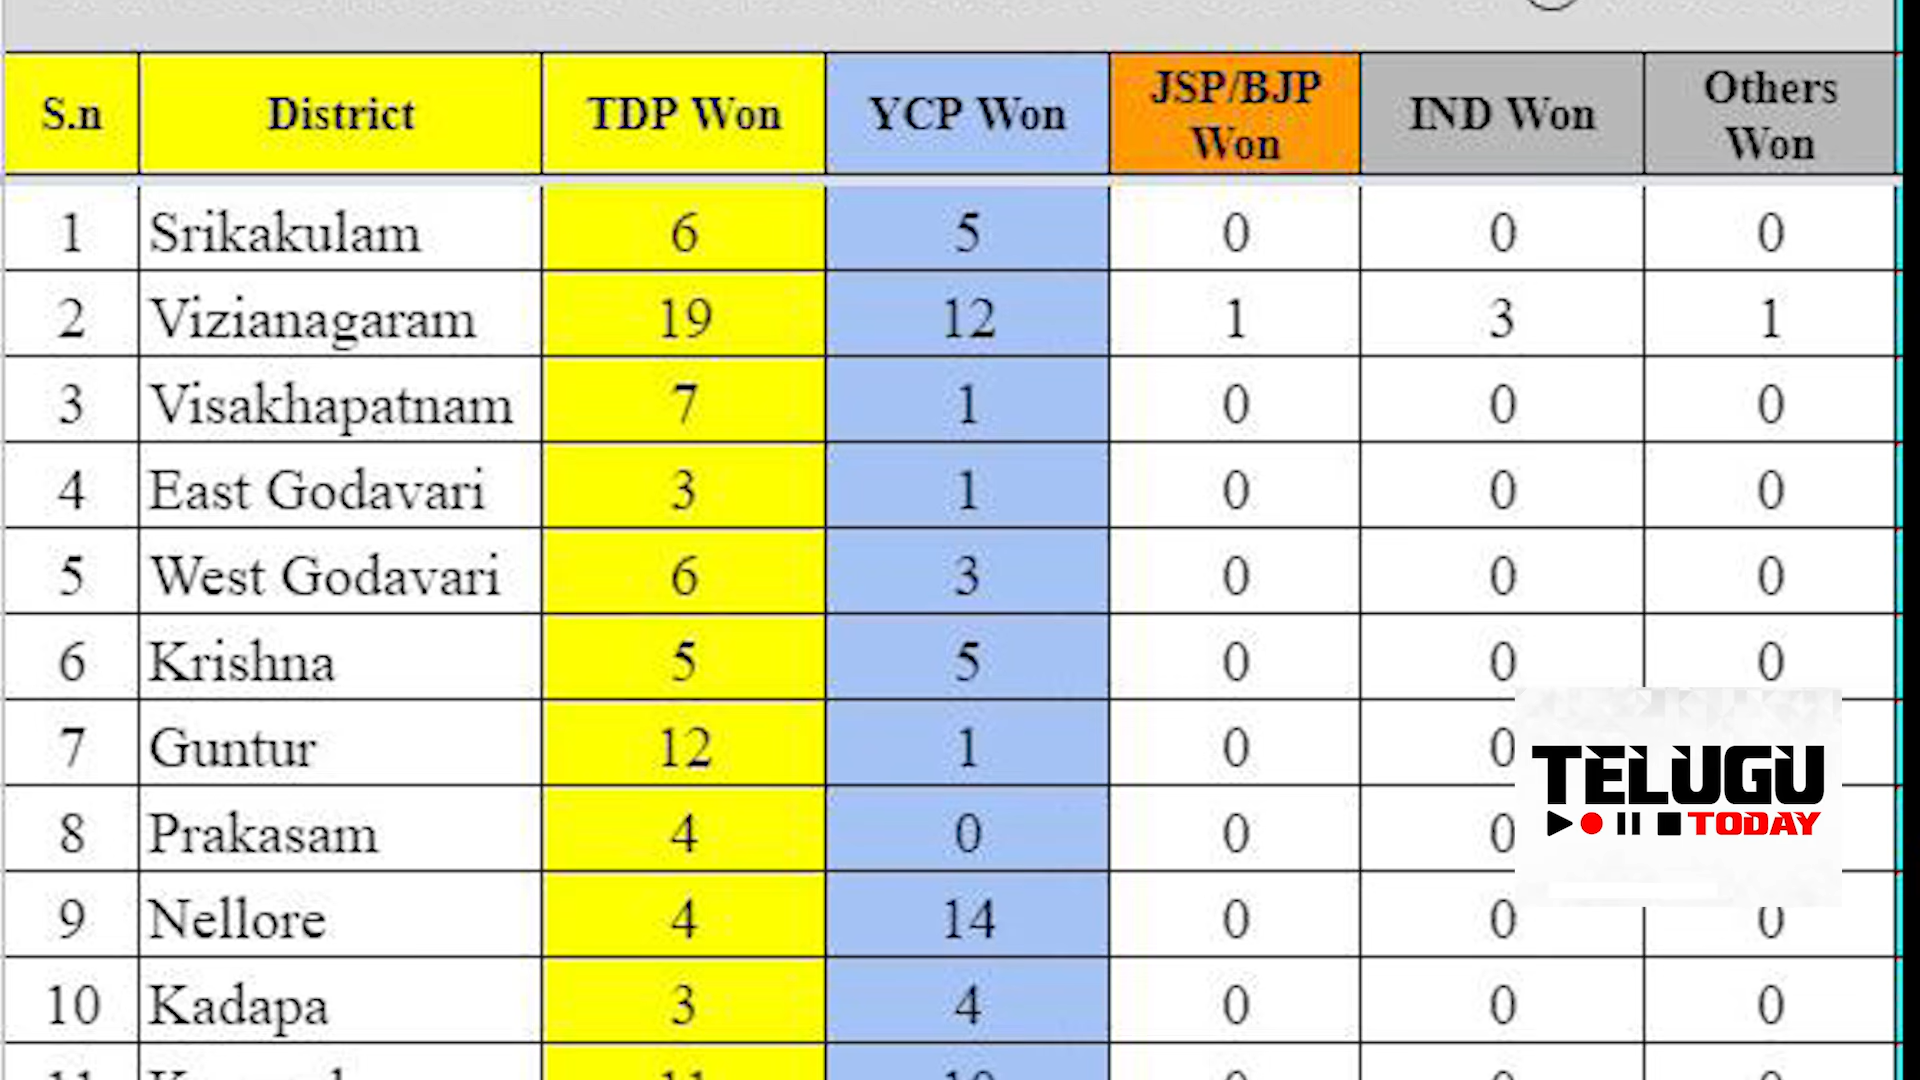 S.n District TDP Won YCP Won JSP/BJP Won IND Won Others Won
1 Srikakulam 6 5 0 0 0
2 Vizianagaram 19 12 1 3 1
3 Visakhapatnam 7 1 0 0 0
4 East Godavari 3 1 0 0 0
5 West Godavari 6 3 0 0 0
6 Krishna 5 5 0 0 0
7 Guntur 12 1 0 0
8 Prakasam 4 0 0 0
9 Nellore 4 14 0 0 0
10 Kadapa 3 4 0 0 0
TELUGU
TODAY